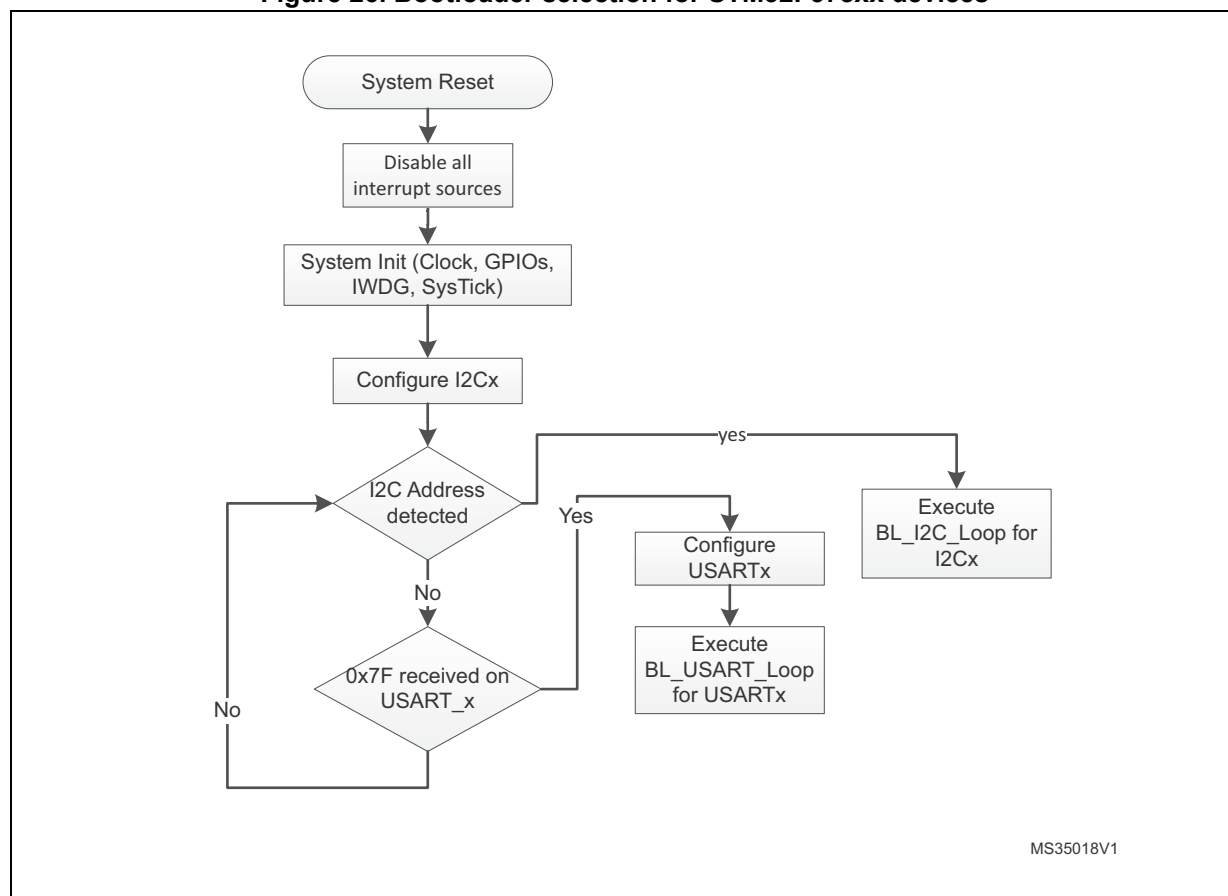 System Reset
Disable all
interrupt sources
System Init (Clock, GPIOs,
IWDG, SysTick)
Configure I2Cx
I2C Address
detected
yes
Execute
BL_I2C_Loop for
I2Cx
Yes
Configure
USARTx
Execute
BL_USART_Loop
for USARTx
No
0x7F received on
USART_x
No
MS35018V1